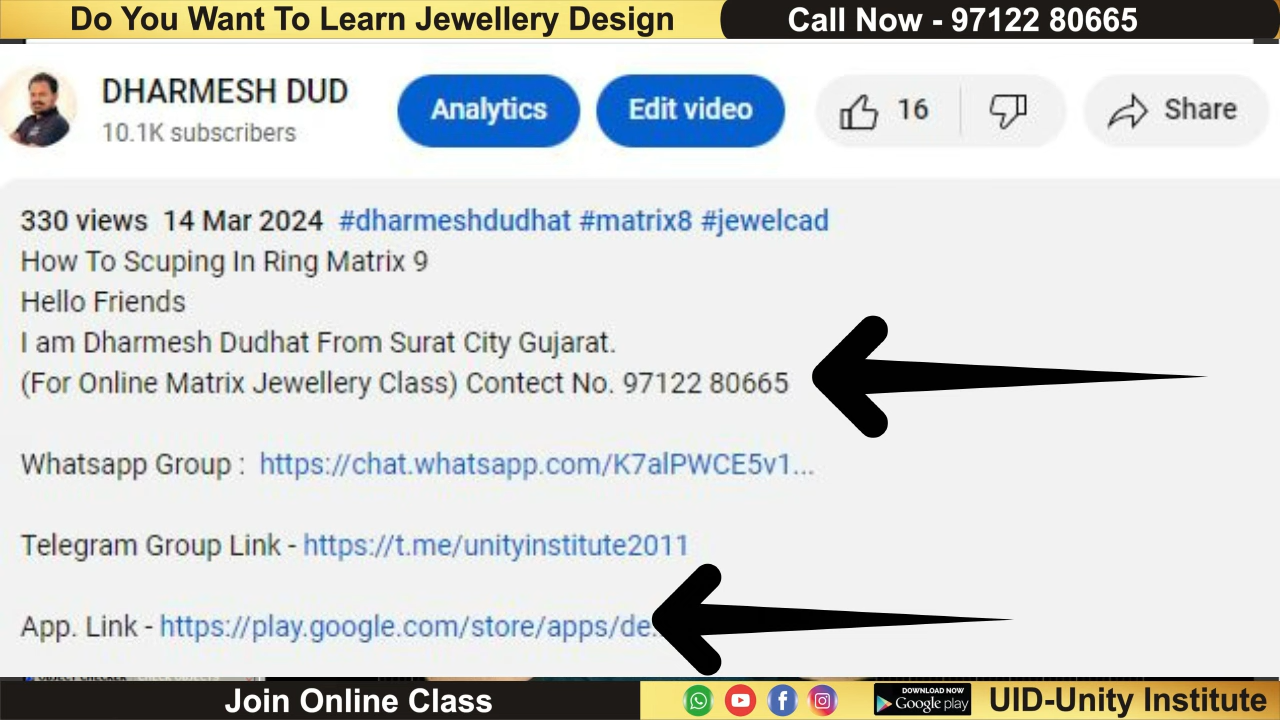 Do You Want To Learn Jewellery Design
Call Now - 97122 80665
DHARMESH DUD
10.1K subscribers
Analytics
Edit video
16
Share
330 views 14 Mar 2024 #dharmeshdudhat #matrix8 #jewelcad
How To Scuping In Ring Matrix 9
Hello Friends
I am Dharmesh Dudhat From Surat City Gujarat.
(For Online Matrix Jewellery Class) Contect No. 97122 80665
Whatsapp Group : https://chat.whatsapp.com/K7alPWCE5v1...
Telegram Group Link - https://t.me/unityinstitute2011
App. Link - https://play.google.com/store/apps/de.
OBJECT CHECKER CHECK OBJECTS
Join Online Class
DOWNLOAD NOW
Google play
UID-Unity Institute